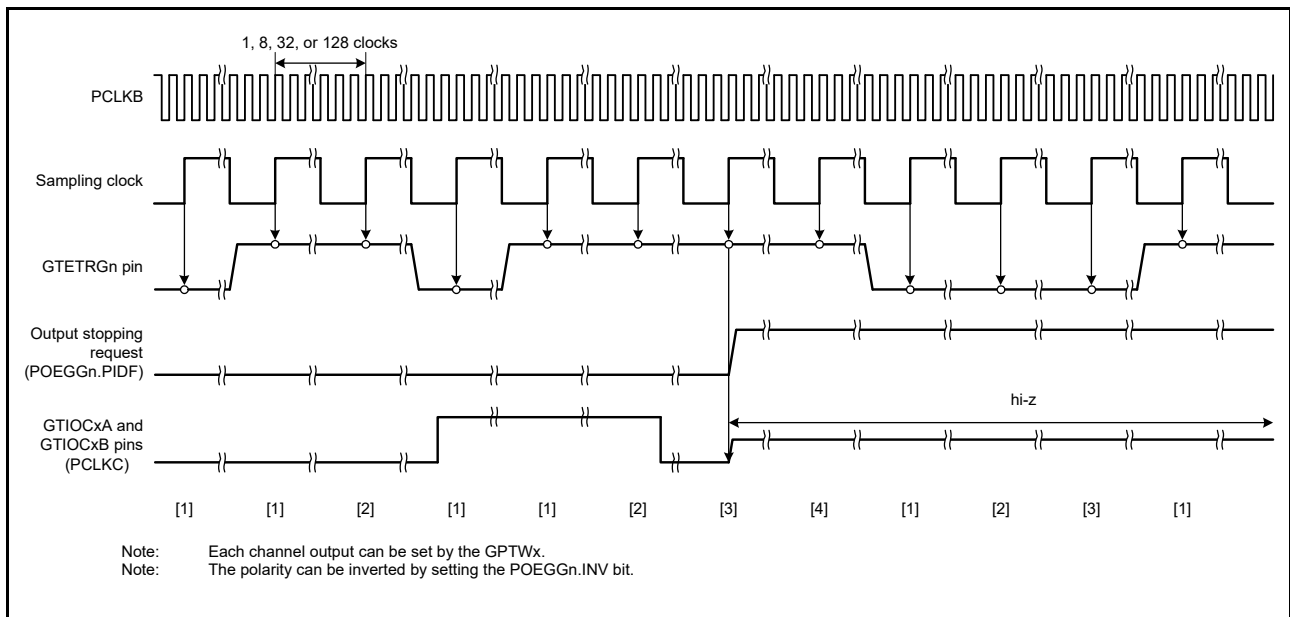 1, 8, 32, or 128 clocks
PCLKB
Sampling clock
GTETRGn pin
Output stopping
request
(POEGGn.PIDF)
hi-z
GTIOCxA and
GTIOCxB pins
(PCLKC)
[1] [1] [2] [1] [1] [2] [3] [4] [1] [2] [3] [1]
Note: Each channel output can be set by the GPTWx.
Note: The polarity can be inverted by setting the POEGGn.INV bit.